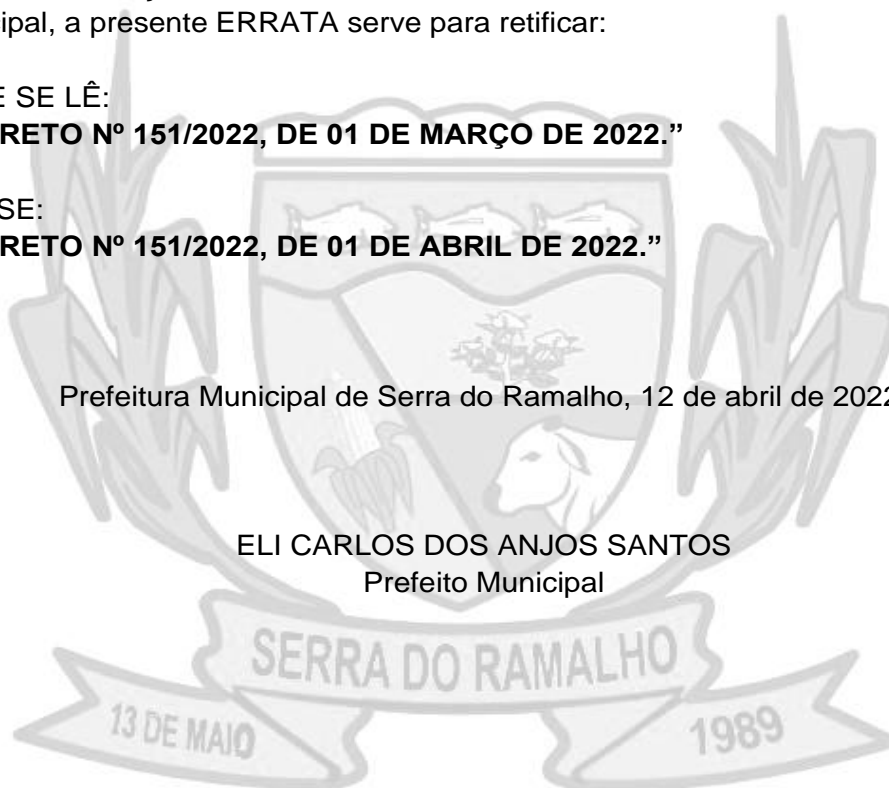 cipal, a presente ERRATA serve para retificar:
E SE LÊ:
RETO Nº 151/2022, DE 01 DE MARÇO DE 2022.”
SE:
RETO Nº 151/2022, DE 01 DE ABRIL DE 2022.”
Prefeitura Municipal de Serra do Ramalho, 12 de abril de 2022
ELI CARLOS DOS ANJOS SANTOS
Prefeito Municipal
SERRA DO RAMALHO
13 DE MAIO
1989